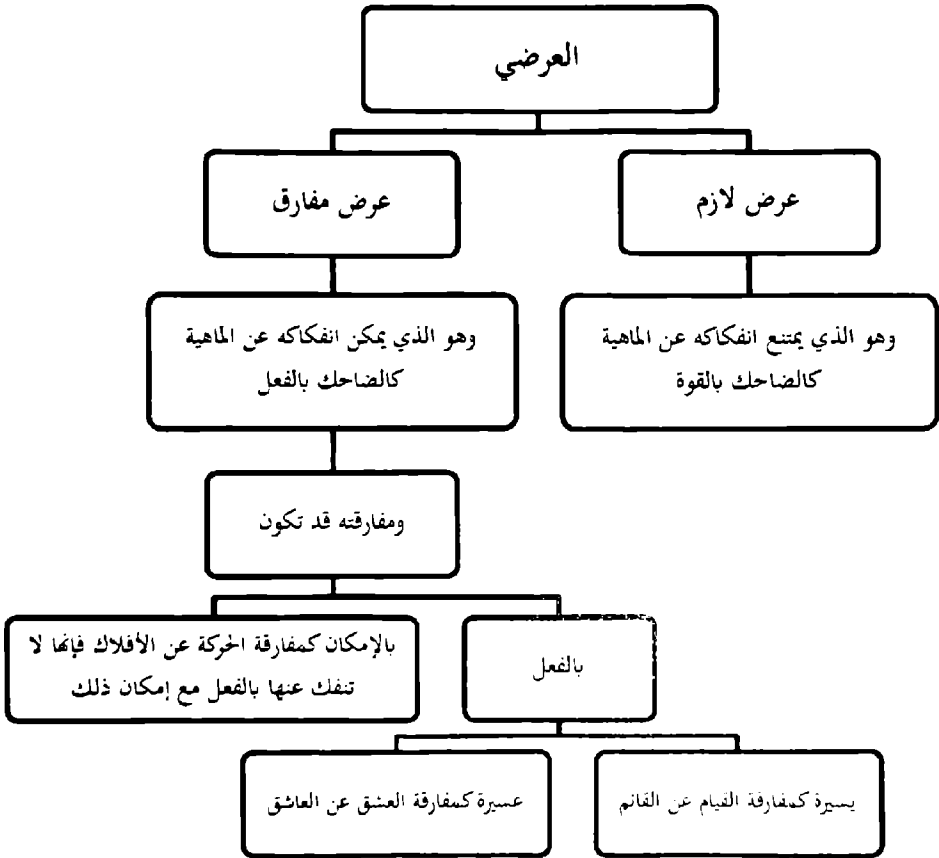 العرضي
عرض لازم
عرض مفارق
وهو الذي يمتنع انفكاكه عن الماهية
كالضاحك بالقوة
وهو الذي يمكن انفكاكه عن الماهية
كالضاحك بالفعل
ومفارقته قد تكون
بالفعل
بالإمكان كمفارقة الحركة عن الأفلاك فإنها لا
تنفك عنها بالفعل مع إمكان ذلك
يسيرة كمفارقة القيام عن القائم
عسيرة كمفارقة العشق عن العاشق